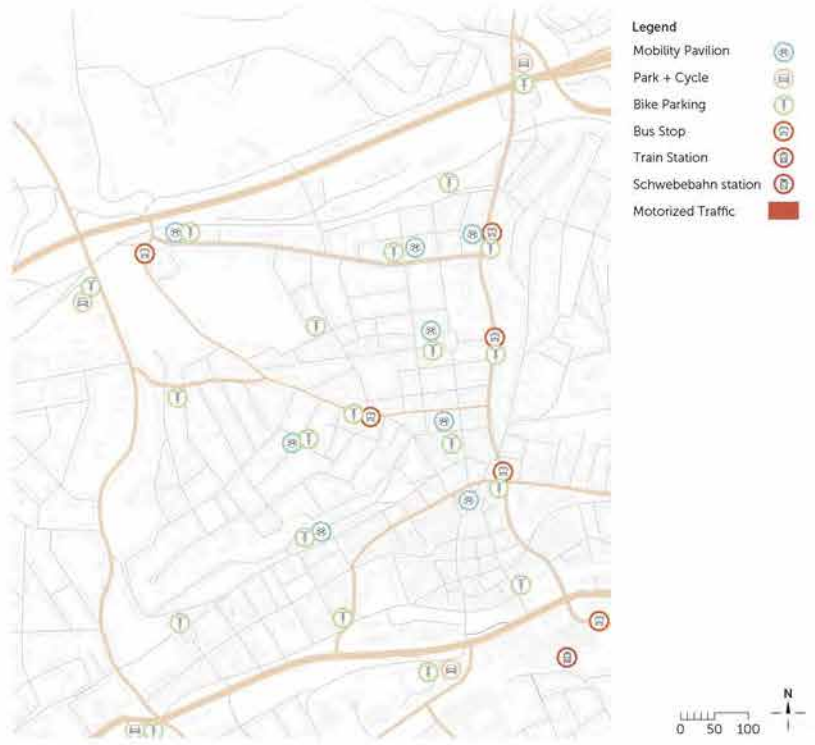 Legend
Mobility Pavilion
Park + Cycle
Bike Parking
Bus Stop
Train Station
Schwebebahn station
Motorized Traffic
N
0 50 100